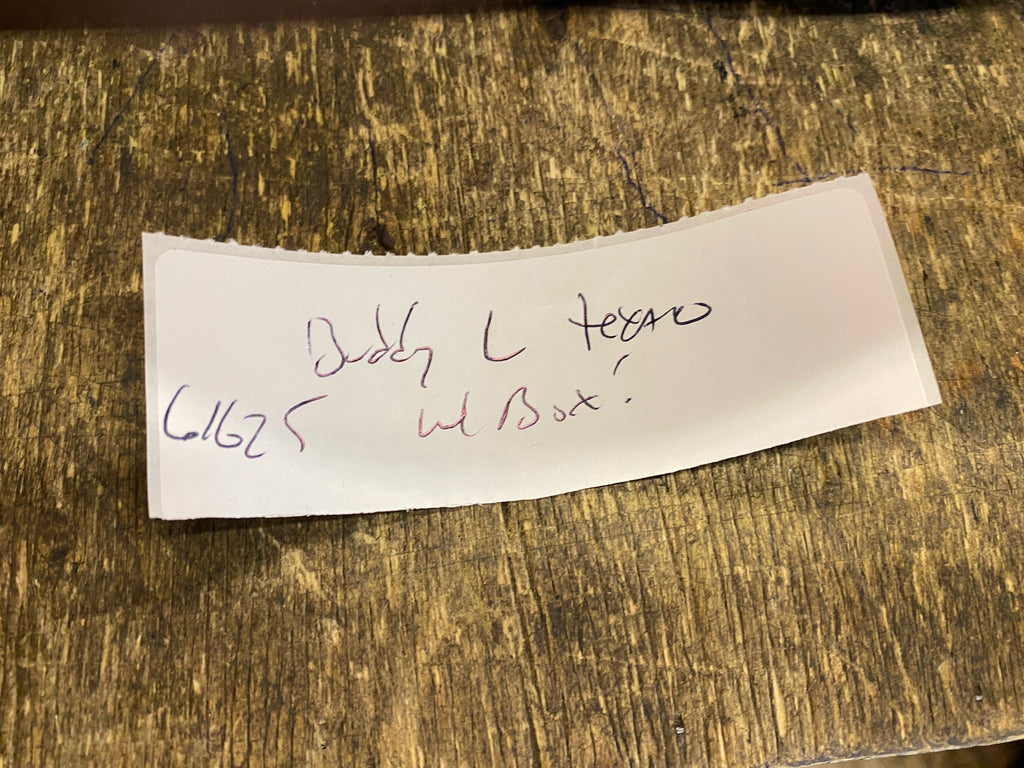 Buddy L texaco
61625 w/ Box!